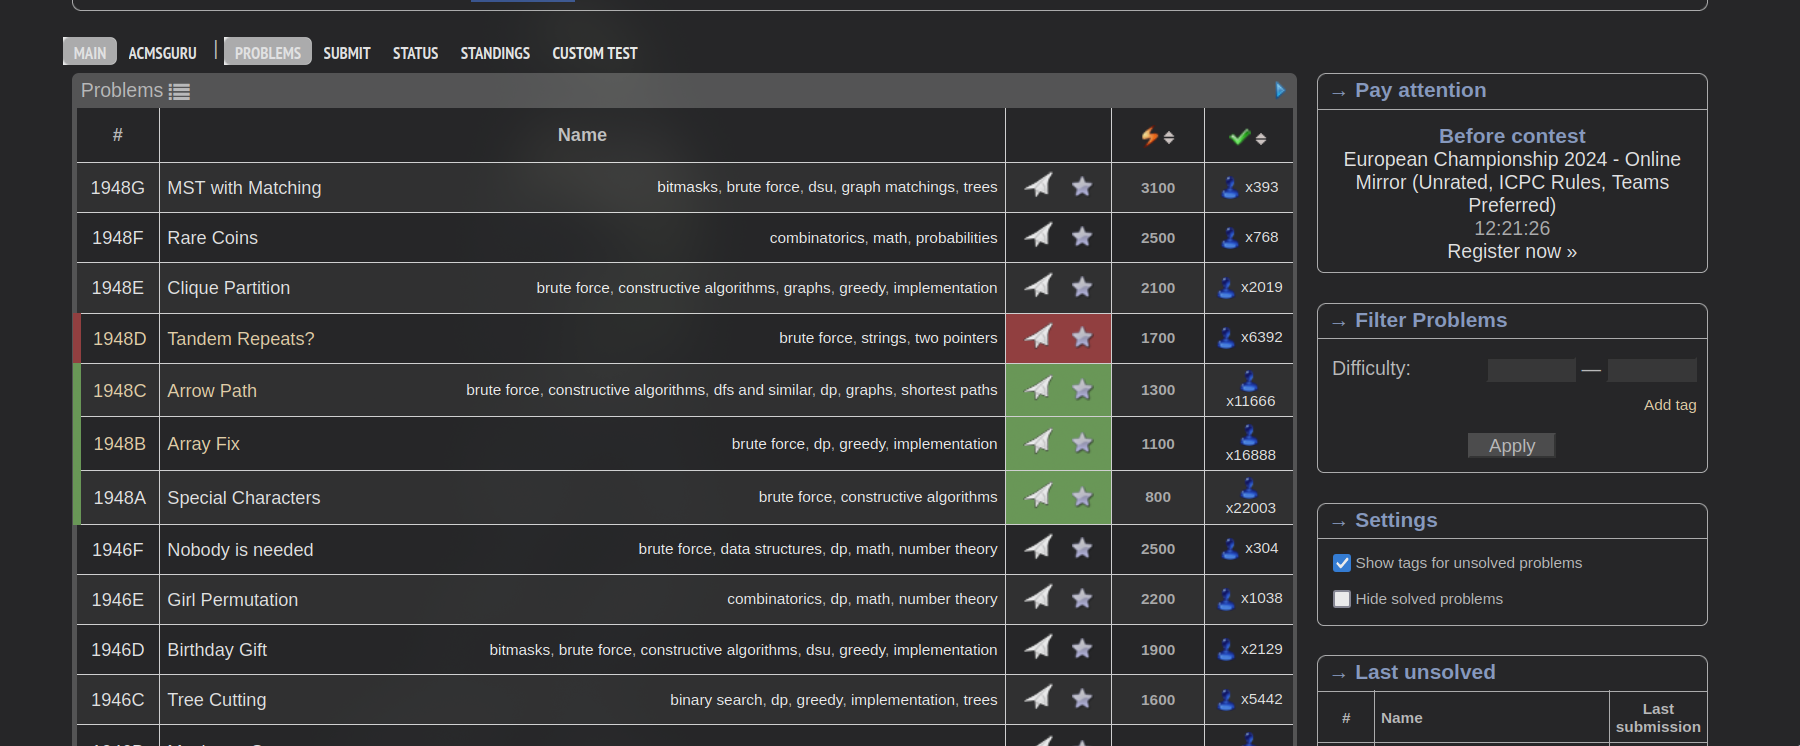 MAIN ACMSGURU | PROBLEMS SUBMIT STATUS STANDINGS CUSTOM TEST
Problems
# Name
1948G MST with Matching bitmasks, brute force, dsu, graph matchings, trees 3100 x393
1948F Rare Coins combinatorics, math, probabilities 2500 x768
1948E Clique Partition brute force, constructive algorithms, graphs, greedy, implementation 2100 x2019
1948D Tandem Repeats? brute force, strings, two pointers 1700 x6392
1948C Arrow Path brute force, constructive algorithms, dfs and similar, dp, graphs, shortest paths 1300 x11666
1948B Array Fix brute force, dp, greedy, implementation 1100 x16888
1948A Special Characters brute force, constructive algorithms 800 x22003
1946F Nobody is needed brute force, data structures, dp, math, number theory 2500 x304
1946E Girl Permutation combinatorics, dp, math, number theory 2200 x1038
1946D Birthday Gift bitmasks, brute force, constructive algorithms, dsu, greedy, implementation 1900 x2129
1946C Tree Cutting binary search, dp, greedy, implementation, trees 1600 x5442
→ Pay attention
Before contest
European Championship 2024 - Online
Mirror (Unrated, ICPC Rules, Teams
Preferred)
12:21:26
Register now »
→ Filter Problems
Difficulty: —
Add tag
Apply
→ Settings
Show tags for unsolved problems
Hide solved problems
→ Last unsolved
# Name Last
submission